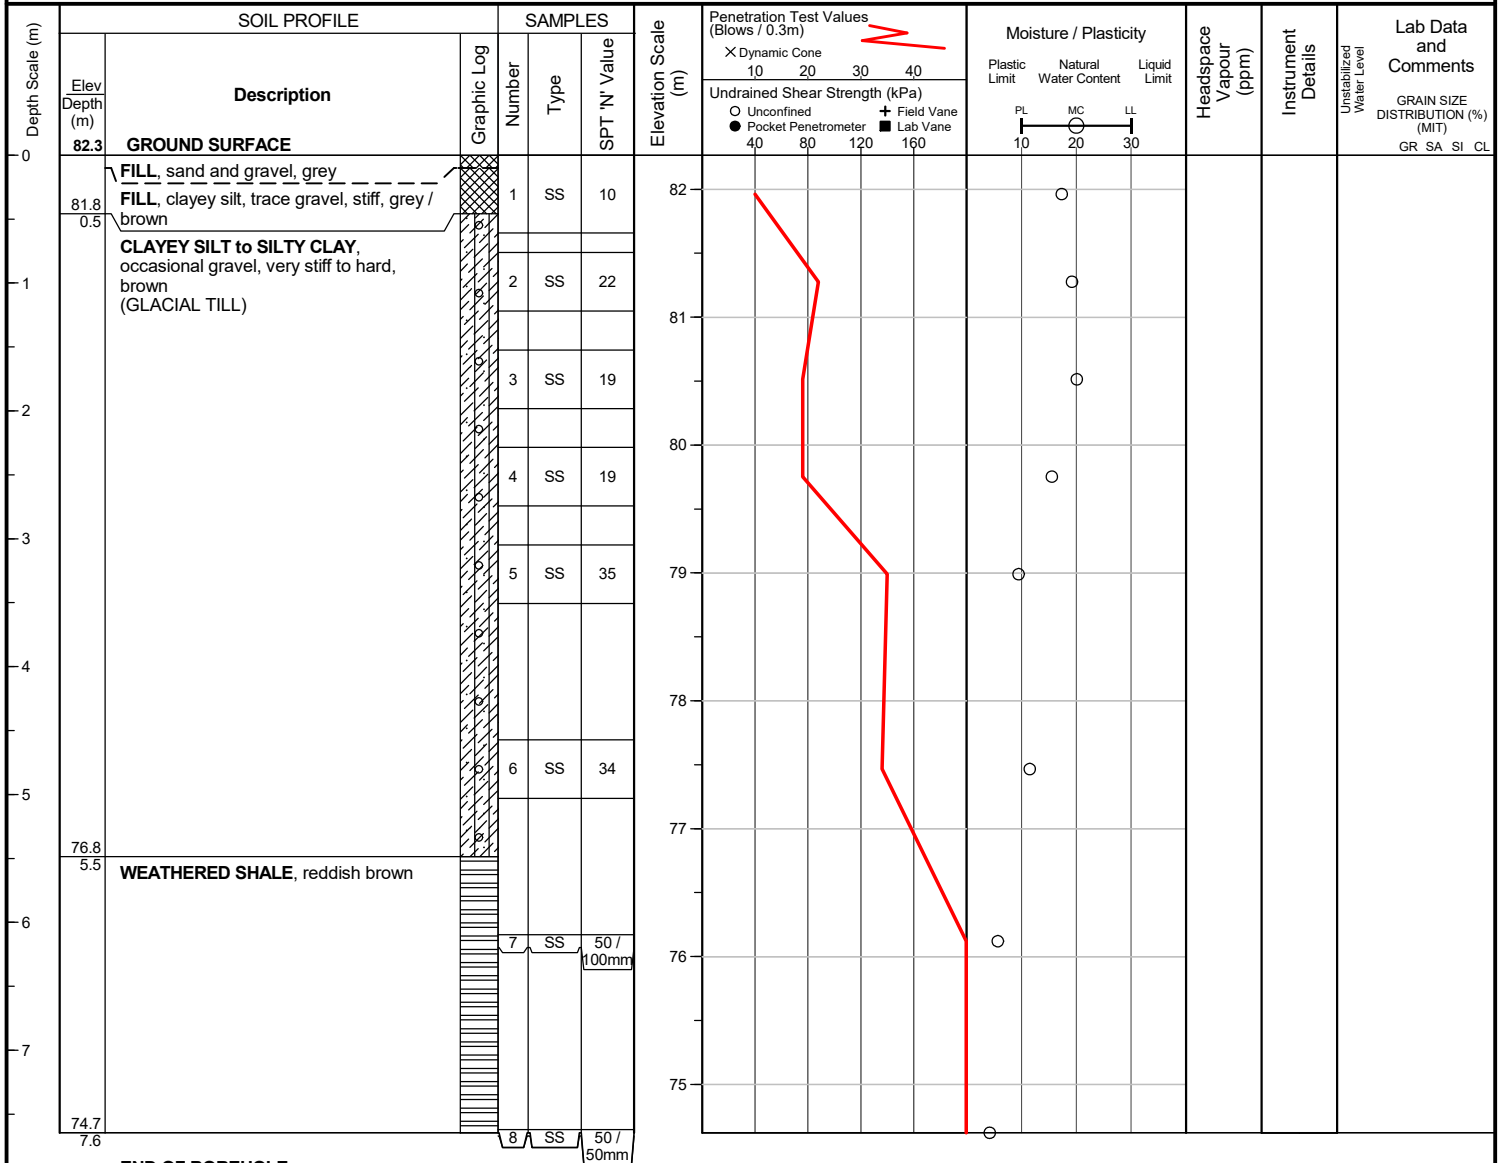 SOIL PROFILE
SAMPLES
Depth Scale (m)
Elev
Depth
(m)
82.3
Description
GROUND SURFACE
Graphic Log
Number
Type
SPT 'N' Value
Elevation Scale
(m)
Penetration Test Values
(Blows / 0.3m)
X Dynamic Cone
10 20 30 40
Undrained Shear Strength (kPa)
Unconfined
Field Vane
Pocket Penetrometer
Lab Vane
40 80 120 160
Moisture / Plasticity
Plastic
Limit
Natural
Water Content
Liquid
Limit
PL MC LL
10 20 30
Headspace
Vapour
(ppm)
Instrument
Details
Unstabilized
Water Level
Lab Data
and
Comments
GRAIN SIZE
DISTRIBUTION (%)
(MIT)
GR SA SI CL
0
FILL, sand and gravel, grey
81.8
0.5
FILL, clayey silt, trace gravel, stiff, grey /
brown
1 SS 10
82
CLAYEY SILT to SILTY CLAY,
occasional gravel, very stiff to hard,
brown
(GLACIAL TILL)
1
2 SS 22
81
3 SS 19
2
80
4 SS 19
3
5 SS 35
79
4
78
6 SS 34
5
77
76.8
5.5
WEATHERED SHALE, reddish brown
6
7 SS 50 /
100mm
76
7
75
74.7
7.6
8 SS 50 /
50mm
END OF BOREHOLE